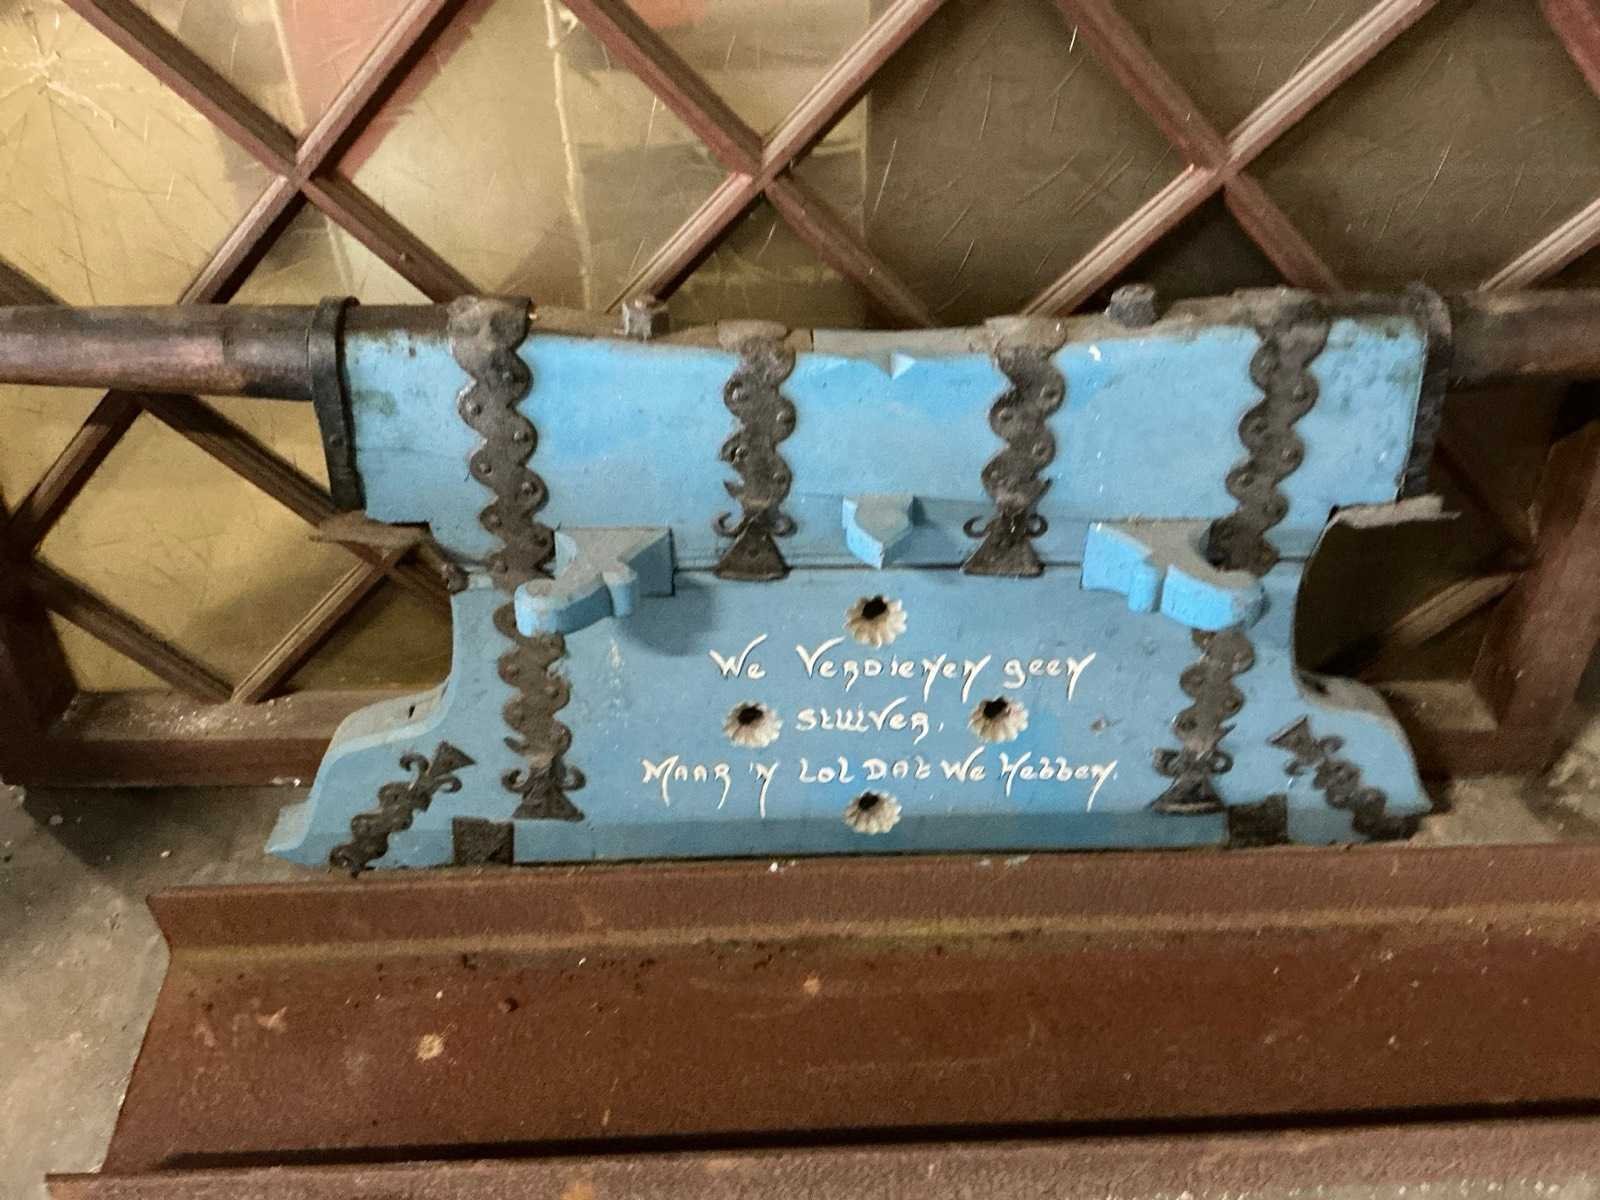 We Verdienen geen
stuiver.
Maar 'n Lol Dat We Hebben.